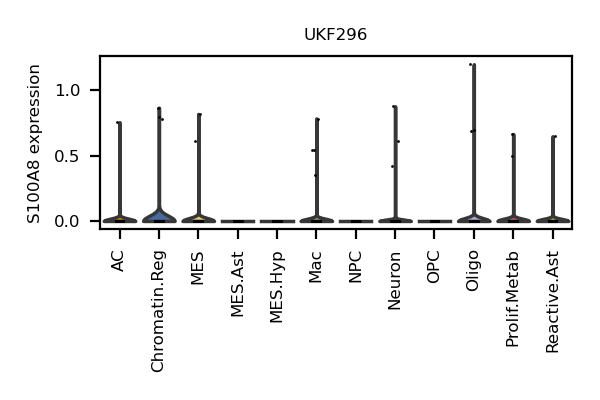 UKF296
S100A8 expression
1.0
0.5
0.0
AC
Chromatin.Reg
MES
MES.Ast
MES.Hyp
Mac
NPC
Neuron
OPC
Oligo
Prolif.Metab
Reactive.Ast